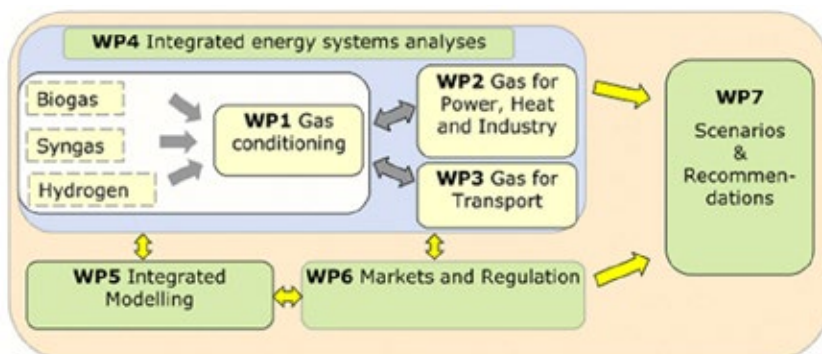 WP4 Integrated energy systems analyses
Biogas
Syngas
Hydrogen
WP1 Gas
conditioning
WP2 Gas for
Power, Heat
and Industry
WP3 Gas for
Transport
WP5 Integrated
Modelling
WP6 Markets and Regulation
WP7
Scenarios
&
Recommen-
dations